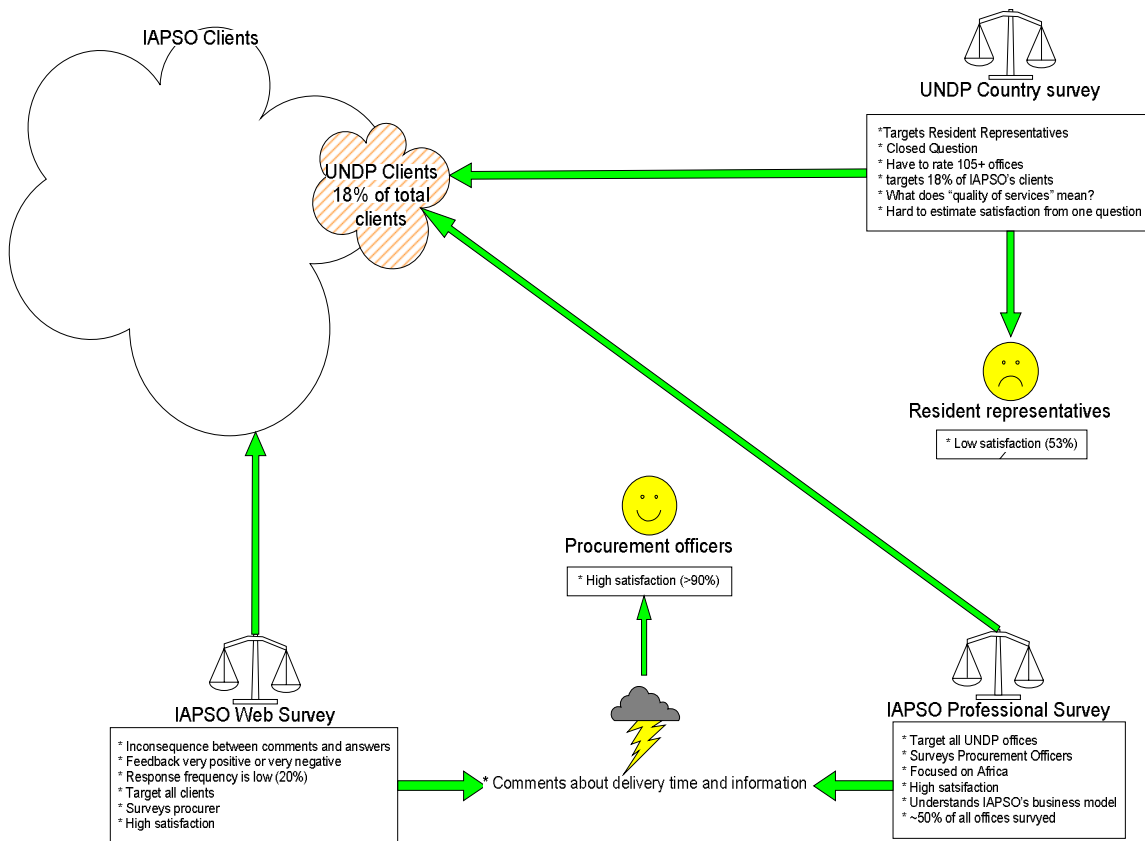 IAPSO Clients
UNDP Clients
18% of total
clients
UNDP Country survey
*Targets Resident Representatives
* Closed Question
* Have to rate 105+ offices
* targets 18% of IAPSO's clients
* What does “quality of services” mean?
* Hard to estimate satisfaction from one question
Resident representatives
* Low satisfaction (53%)
Procurement officers
* High satisfaction (>90%)
IAPSO Web Survey
* Inconsequence between comments and answers
* Feedback very positive or very negative
* Response frequency is low (20%)
* Target all clients
* Surveys procurer
* High satisfaction
* Comments about delivery time and information
IAPSO Professional Survey
* Target all UNDP offices
* Surveys Procurement Officers
* Focused on Africa
* High satsifaction
* Understands IAPSO's business model
* ~50% of all offices survyed